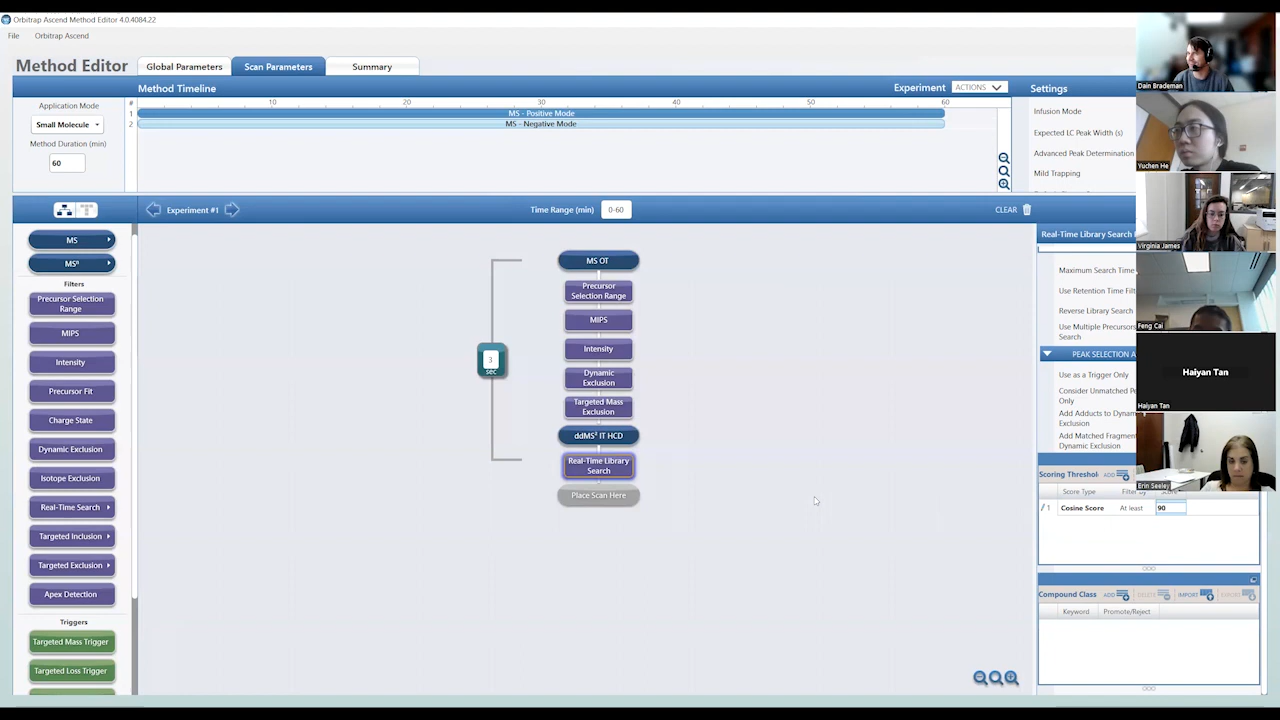 Orbitrap Ascend Method Editor 4.0.4084.22
File Orbitrap Ascend
Method Editor
Global Parameters Scan Parameters Summary
Method Timeline
Experiment ACTIONS
Settings
Application Mode
Small Molecule
Method Duration (min)
60
# 10 20 30 40 50 60
1 MS - Positive Mode
2 MS - Negative Mode
Infusion Mode
Expected LC Peak Width (s)
Advanced Peak Determination
Mild Trapping
Experiment #1
Time Range (min) 0-60
CLEAR
MS
MSⁿ
Filters
Precursor Selection
Range
MIPS
Intensity
Precursor Fit
Charge State
Dynamic Exclusion
Isotope Exclusion
Real-Time Search
Targeted Inclusion
Targeted Exclusion
Apex Detection
Triggers
Targeted Mass Trigger
Targeted Loss Trigger
3
sec
MS OT
Precursor
Selection Range
MIPS
Intensity
Dynamic
Exclusion
Targeted Mass
Exclusion
ddMS² IT HCD
Real-Time Library
Search
Place Scan Here
Real-Time Library Search
Maximum Search Time
Use Retention Time Filt
Reverse Library Search
Use Multiple Precursors
Search
PEAK SELECTION A
Use as a Trigger Only
Consider Unmatched P
Only
Add Adducts to Dynam
Exclusion
Add Matched Fragmen
Dynamic Exclusion
Scoring Threshol ADD
Score Type Filter By Score
1 Cosine Score At least 90
Compound Class ADD DELETE IMPORT EXPORT
Keyword Promote/Reject
Dain Brademan
Yuchen He
Virginia James
Feng Cai
Haiyan Tan
Haiyan Tan
Erin Seeley